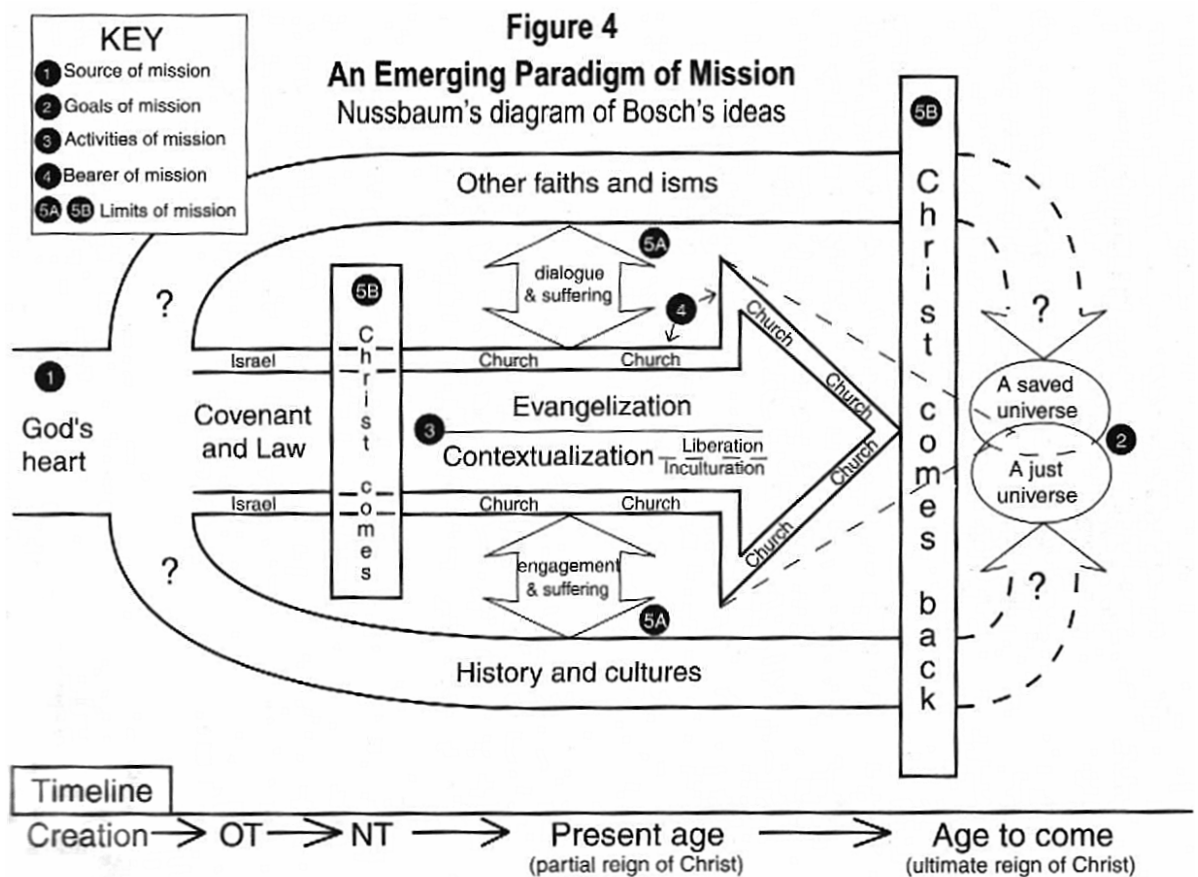 KEY
1 Source of mission
2 Goals of mission
3 Activities of mission
4 Bearer of mission
5A 5B Limits of mission
Figure 4
An Emerging Paradigm of Mission
Nussbaum's diagram of Bosch's ideas
Other faiths and isms
?
5A
dialogue
& suffering
4
1
God's
heart
Israel
Covenant
and Law
Israel
?
5B
Christ comes
Church
Church
3
Evangelization
Contextualization
Liberation
Inculturation
Church
Church
Church
Church
Church
Church
engagement
& suffering
5A
History and cultures
5B
Christ comes back
?
A saved
universe
2
A just
universe
?
Timeline
Creation
OT
NT
Present age
(partial reign of Christ)
Age to come
(ultimate reign of Christ)